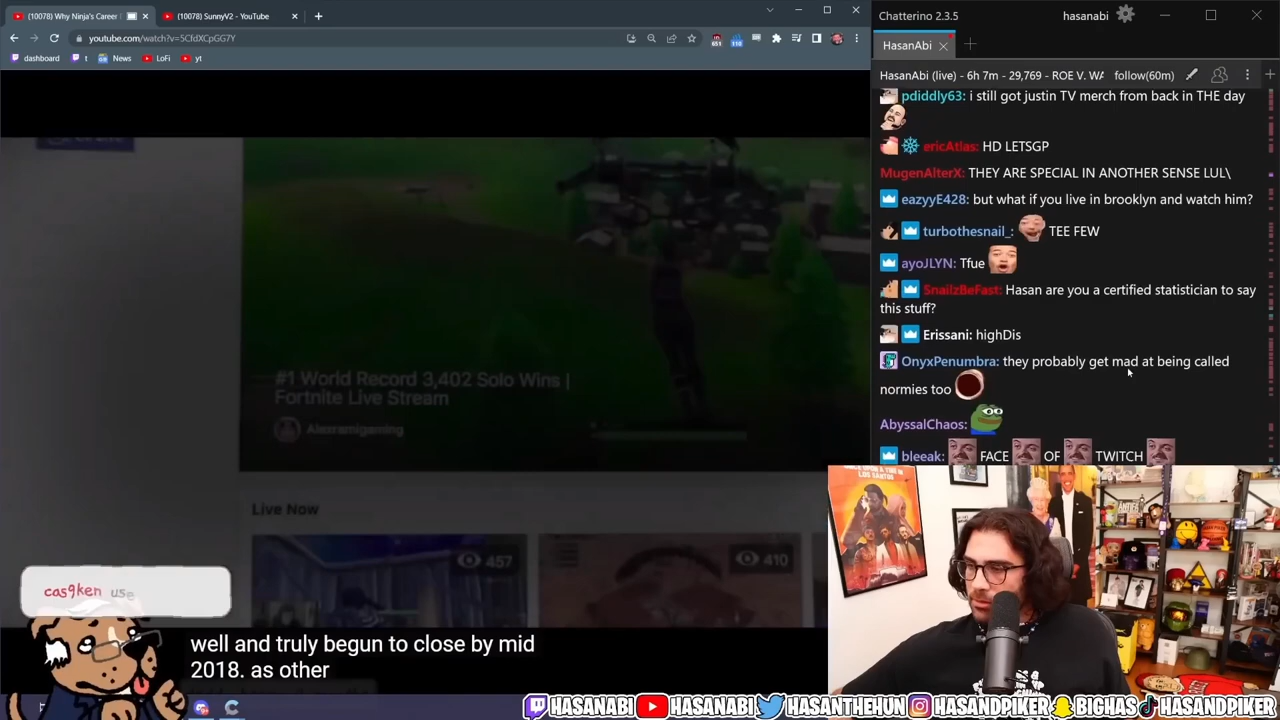 (10078) Why Ninja's Career
(10078) SunnyV2 - YouTube
youtube.com/watch?v=5CfdXCpGG7Y
dashboard
t
News
LoFi
yt
#1 World Record 3,402 Solo Wins |
Fortnite Live Stream
Alexramigaming
Live Now
457
410
cas9ken use
well and truly begun to close by mid
2018. as other
Chatterino 2.3.5
hasanabi
HasanAbi
HasanAbi (live) - 6h 7m - 29,769 - ROE V. WA
follow(60m)
pdiddly63: i still got justin TV merch from back in THE day
ericAtlas: HD LETSGP
MugenAlterX: THEY ARE SPECIAL IN ANOTHER SENSE LUL\
eazyyE428: but what if you live in brooklyn and watch him?
turbothesnail_: TEE FEW
ayoJLYN: Tfue
SnailzBeFast: Hasan are you a certified statistician to say
this stuff?
Erissani: highDis
OnyxPenumbra: they probably get mad at being called
normies too
AbyssalChaos:
bleeak: FACE OF TWITCH
HASANABI
HASANABI
HASANTHEHUN
HASANDPIKER
BIGHAS
HASANDPIKER